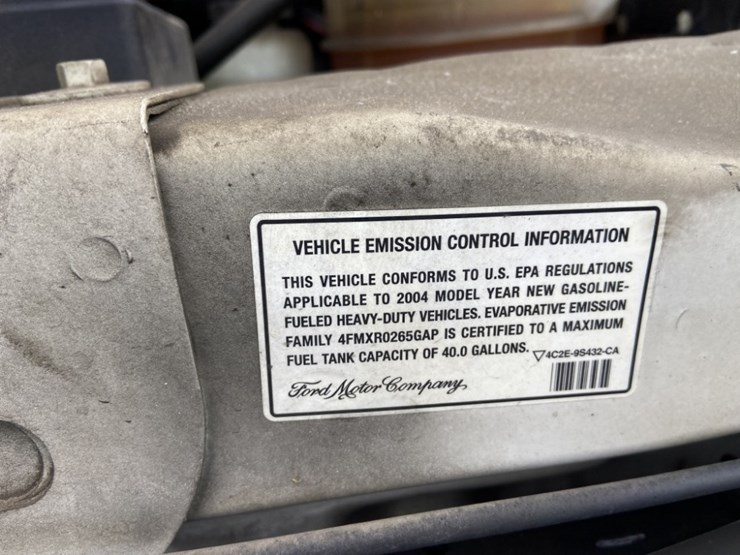 VEHICLE EMISSION CONTROL INFORMATION
THIS VEHICLE CONFORMS TO U.S. EPA REGULATIONS
APPLICABLE TO 2004 MODEL YEAR NEW GASOLINE-
FUELED HEAVY-DUTY VEHICLES. EVAPORATIVE EMISSION
FAMILY 4FMXR0265GAP IS CERTIFIED TO A MAXIMUM
FUEL TANK CAPACITY OF 40.0 GALLONS.
▽4C2E-9S432-CA
Ford Motor Company,